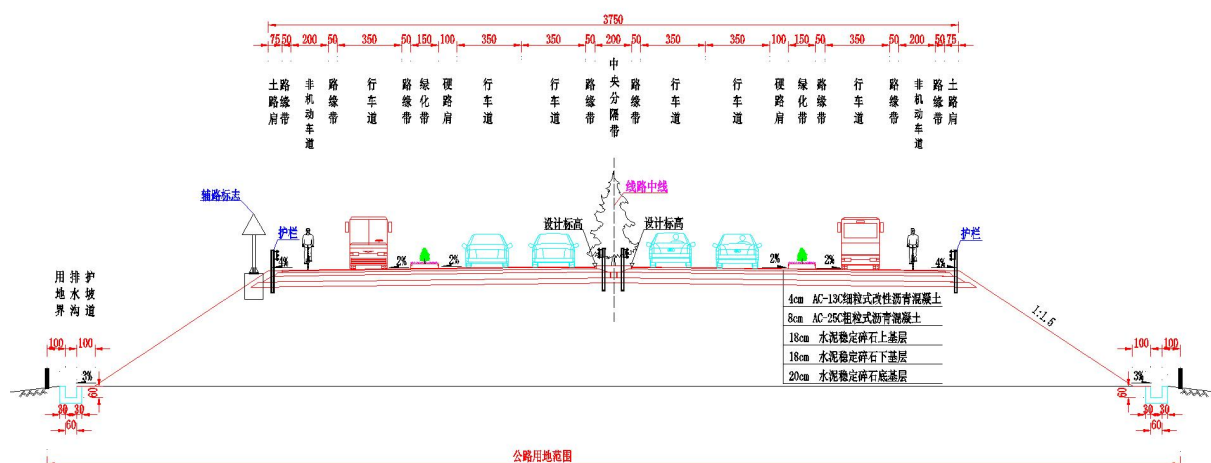 3750
75 50 200 50 350 50 150 100 350 350 50 200 50 350 350 100 150 50 350 50 200 50 75
土路肩 路缘带 非机动车道 路缘带 行车道 路缘带 绿化带 硬路肩 行车道 行车道 路缘带 中央分隔带 路缘带 行车道 行车道 硬路肩 绿化带 路缘带 行车道 路缘带 非机动车道 路缘带 土路肩
辅路标志
线路中线
护栏
设计标高
设计标高
护栏
4% 2% 2% 2% 2% 4%
用地界 排水沟 护坡道
4cm AC-13C细粒式改性沥青混凝土
8cm AC-25C粗粒式沥青混凝土
18cm 水泥稳定碎石上基层
18cm 水泥稳定碎石下基层
20cm 水泥稳定碎石底基层
1:1.5
100 100
100 100
3%
3%
60
60
30 30
30 30
60
60
公路用地范围